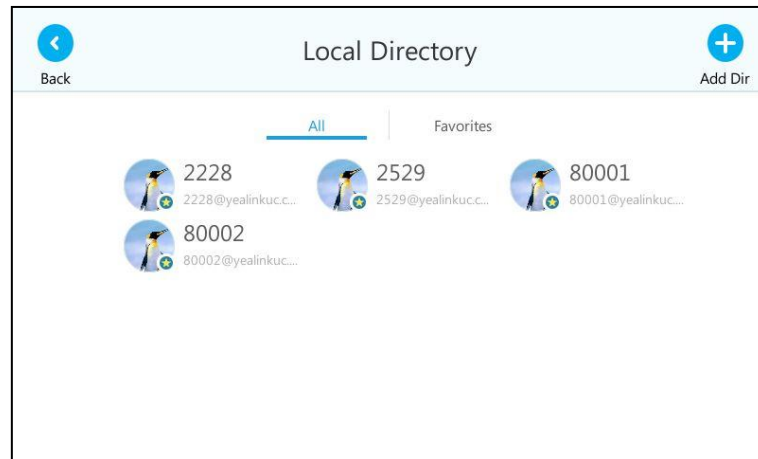 Local Directory
Back
Add Dir
All Favorites
2228 2529 80001
2228@yealinkuc.c... 2529@yealinkuc.c... 80001@yealinkuc....
80002
80002@yealinkuc....